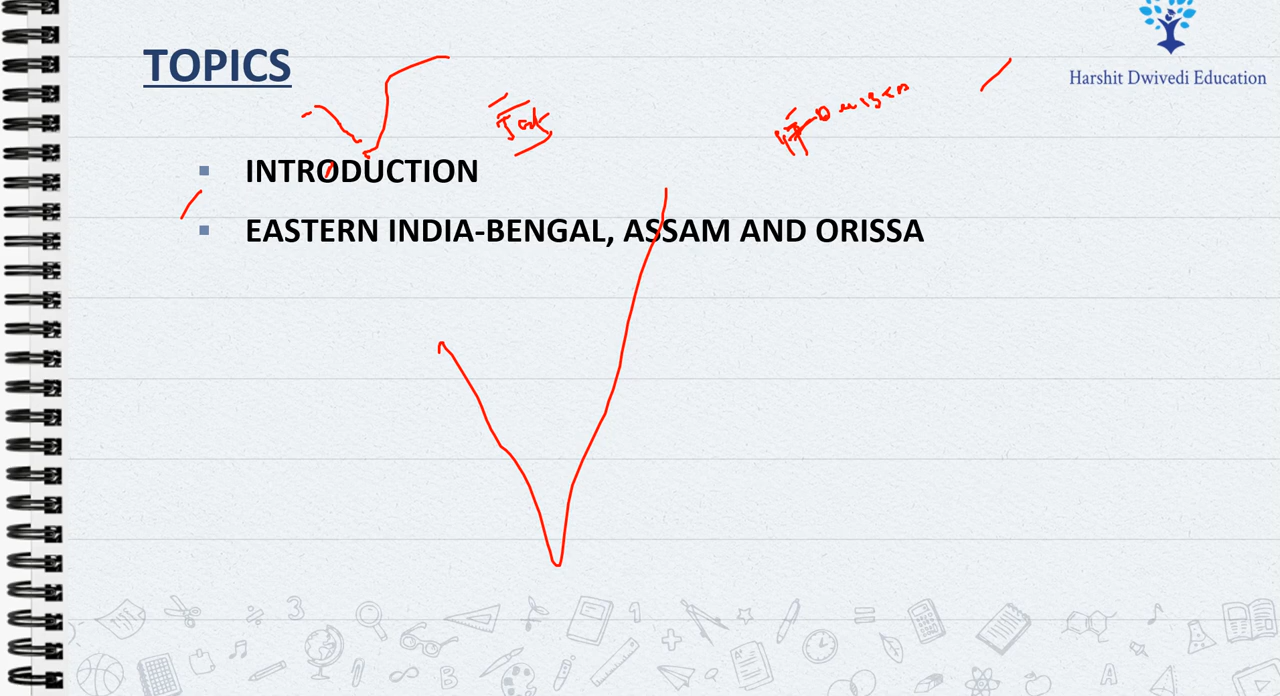 TOPICS
Harshit Dwivedi Education
INTRODUCTION
EASTERN INDIA-BENGAL, ASSAM AND ORISSA